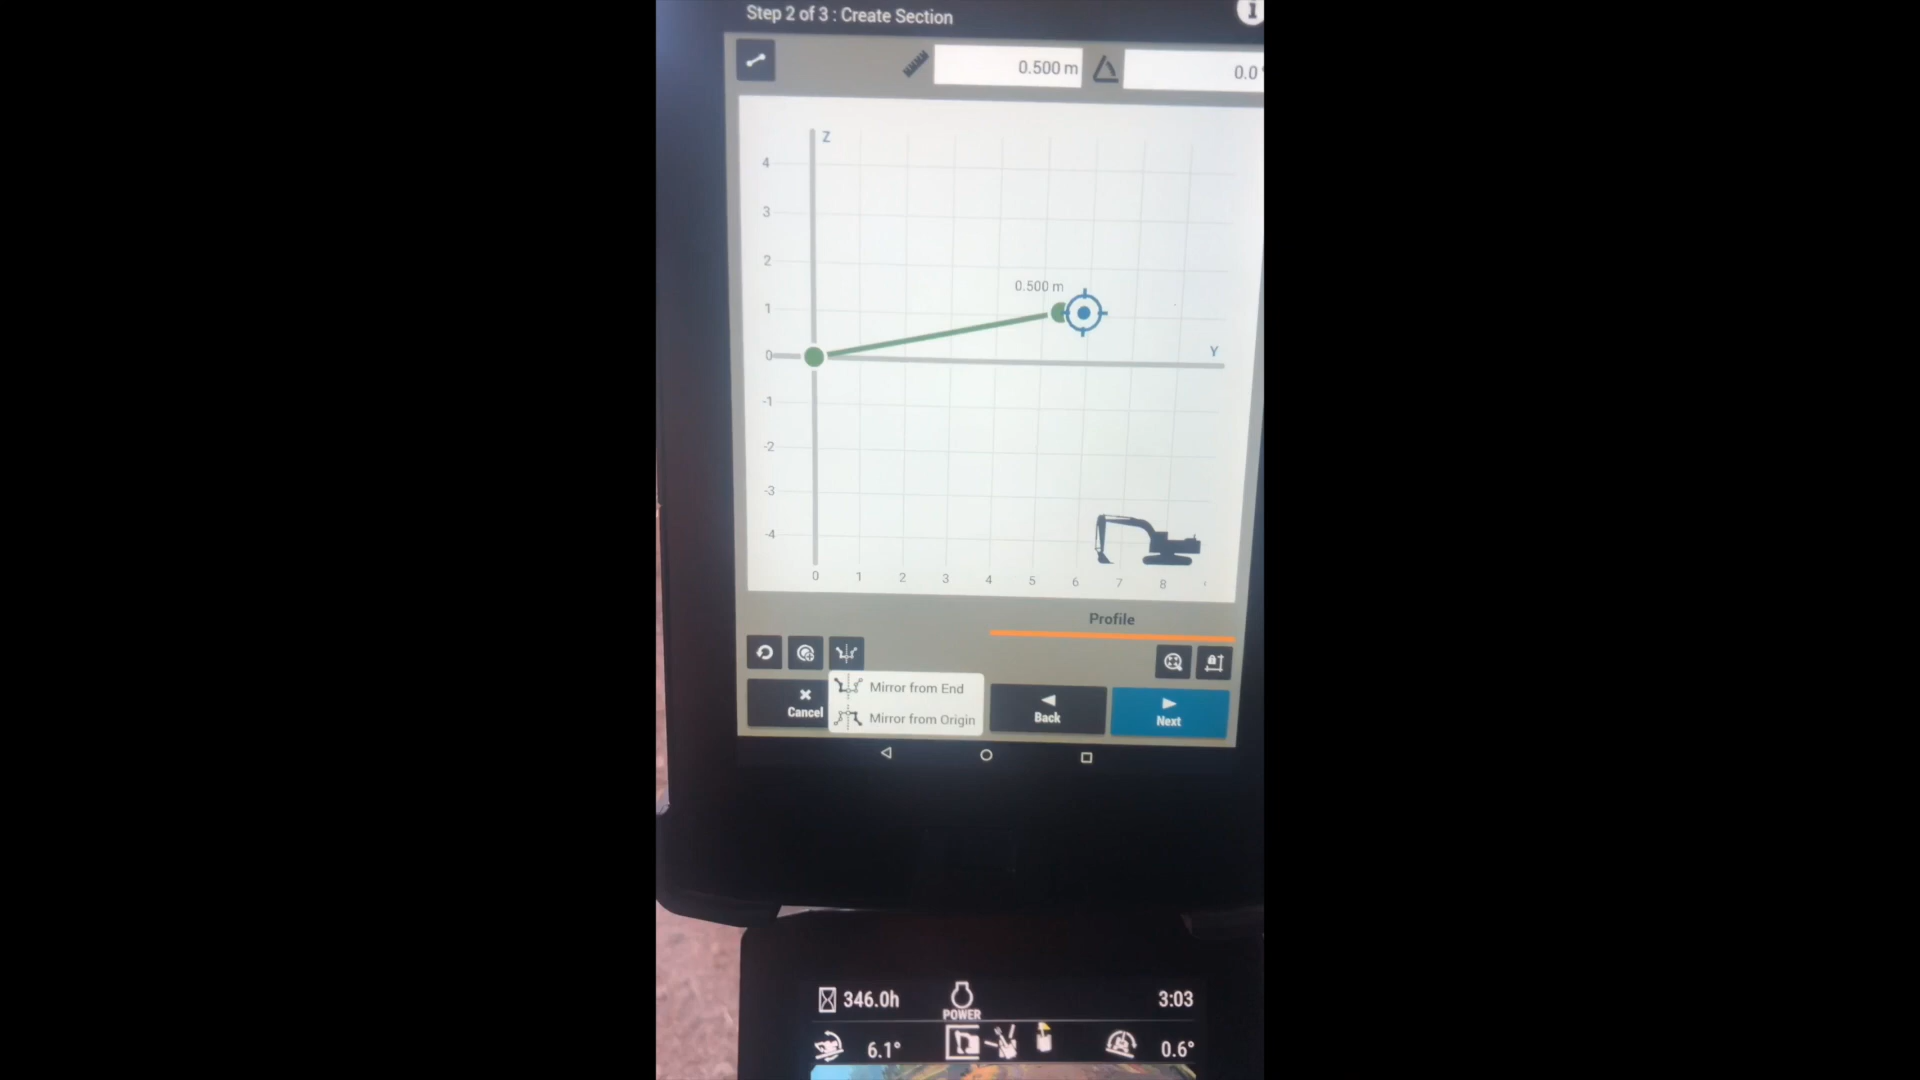 Step 2 of 3 : Create Section
0.500 m
0.0
Z
4
3
2
0.500 m
1
Y
0
-1
-2
-3
-4
0 1 2 3 4 5 6 7 8
Profile
Mirror from End
Mirror from Origin
Cancel
Back
Next
346.0h
POWER
3:03
6.1°
0.6°